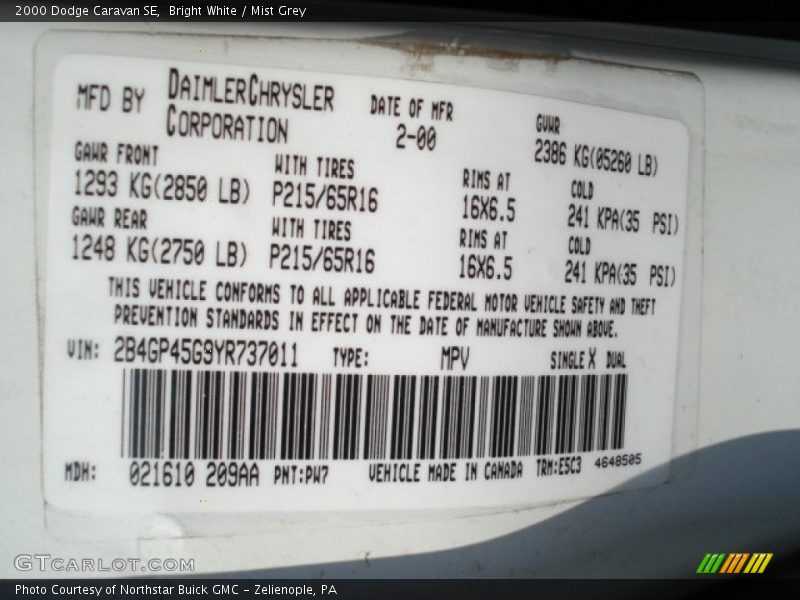 2000 Dodge Caravan SE,  Bright White / Mist Grey
MFD BY DAIMLERCHRYSLER CORPORATION
DATE OF MFR
2-00
GVWR
2386 KG(05260 LB)
GAWR FRONT
1293 KG(2850 LB)
WITH TIRES
P215/65R16
RIMS AT
16X6.5
COLD
241 KPA(35 PSI)
GAWR REAR
1248 KG(2750 LB)
WITH TIRES
P215/65R16
RIMS AT
16X6.5
COLD
241 KPA(35 PSI)
THIS VEHICLE CONFORMS TO ALL APPLICABLE FEDERAL MOTOR VEHICLE SAFETY AND THEFT
PREVENTION STANDARDS IN EFFECT ON THE DATE OF MANUFACTURE SHOWN ABOVE.
VIN: 2B4GP45G9YR737011 TYPE: MPV SINGLE X DUAL
MDH: 021610 209AA PNT:PW7 VEHICLE MADE IN CANADA TRM:E5C3 4648505
GTcarlot.com
Photo Courtesy of Northstar Buick GMC - Zelienople, PA